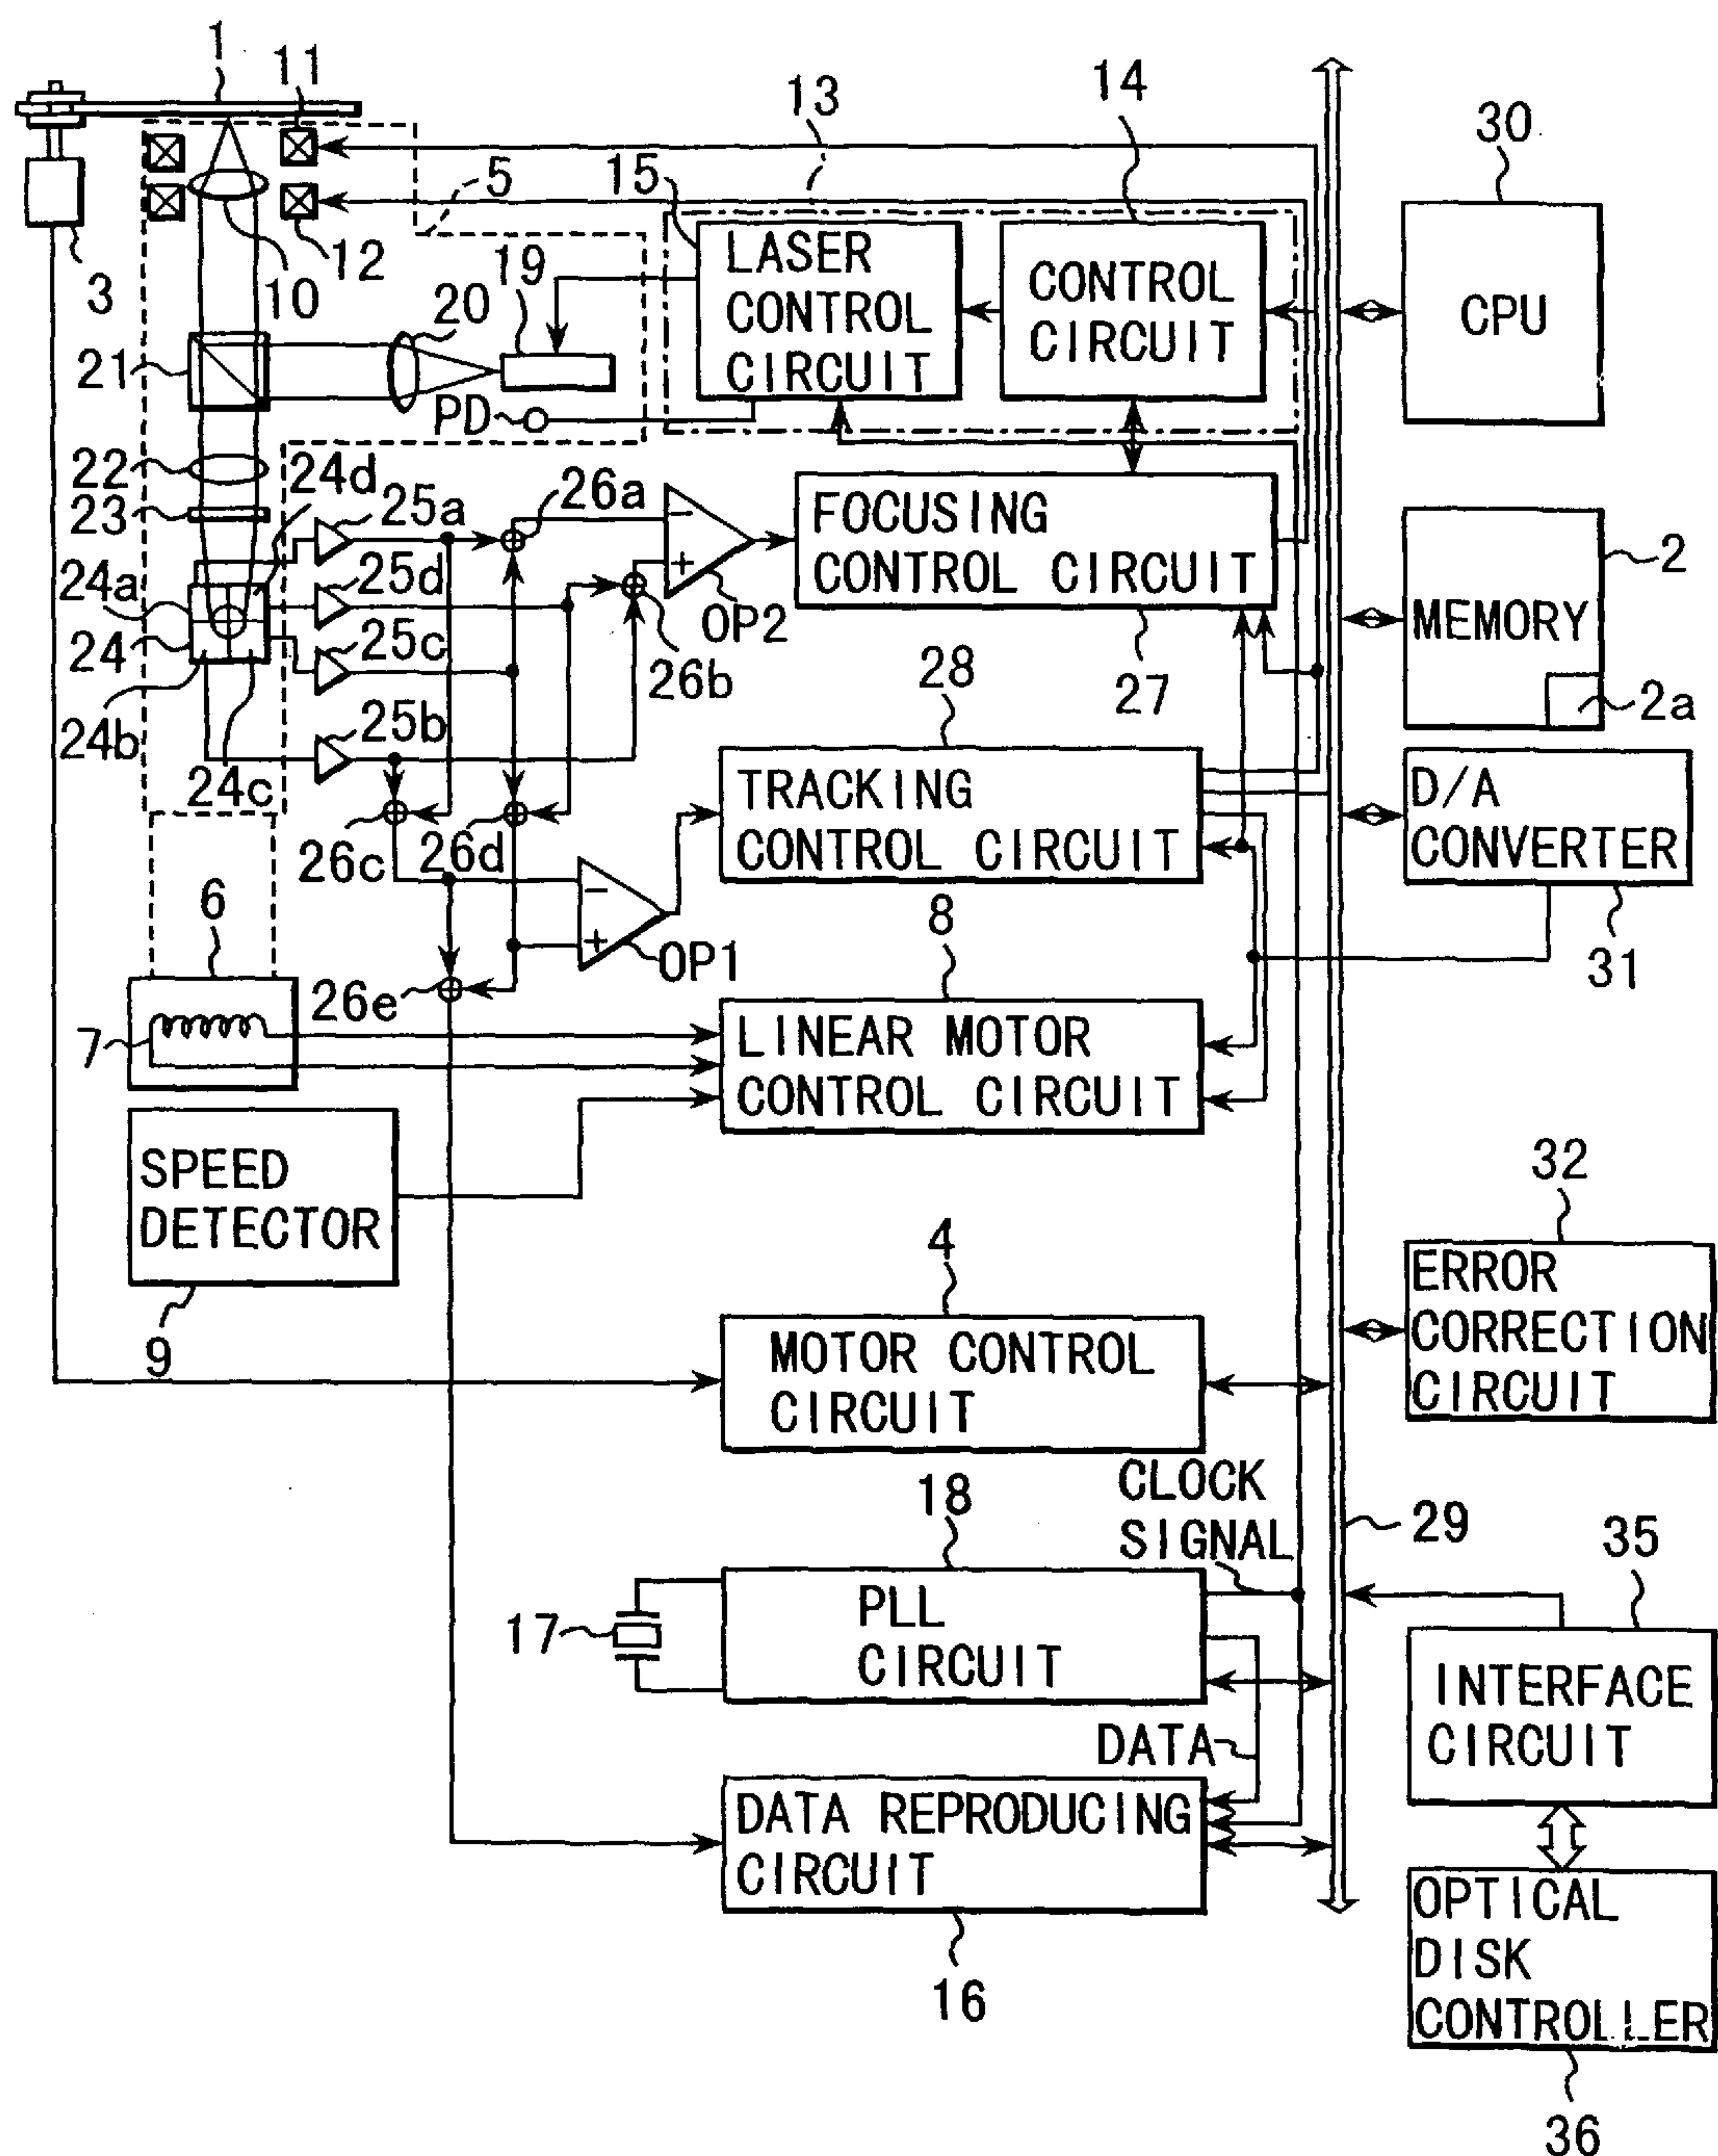 1
11
13
14
30
15
5
3
10
12
19
20
LASER
CONTROL
CIRCUIT
CONTROL
CIRCUIT
CPU
21
PD
22
23
24d
25a
26a
24a
25d
24
25c
24b
25b
24c
26b
OP2
FOCUSING
CONTROL CIRCUIT
27
MEMORY
2
2a
28
TRACKING
CONTROL CIRCUIT
D/A
CONVERTER
31
26c
26d
OP1
6
7
26e
8
LINEAR MOTOR
CONTROL CIRCUIT
SPEED
DETECTOR
9
4
MOTOR CONTROL
CIRCUIT
32
ERROR
CORRECTION
CIRCUIT
CLOCK
SIGNAL
18
29
35
17
PLL
CIRCUIT
INTERFACE
CIRCUIT
DATA
DATA REPRODUCING
CIRCUIT
16
OPTICAL
DISK
CONTROLLER
36